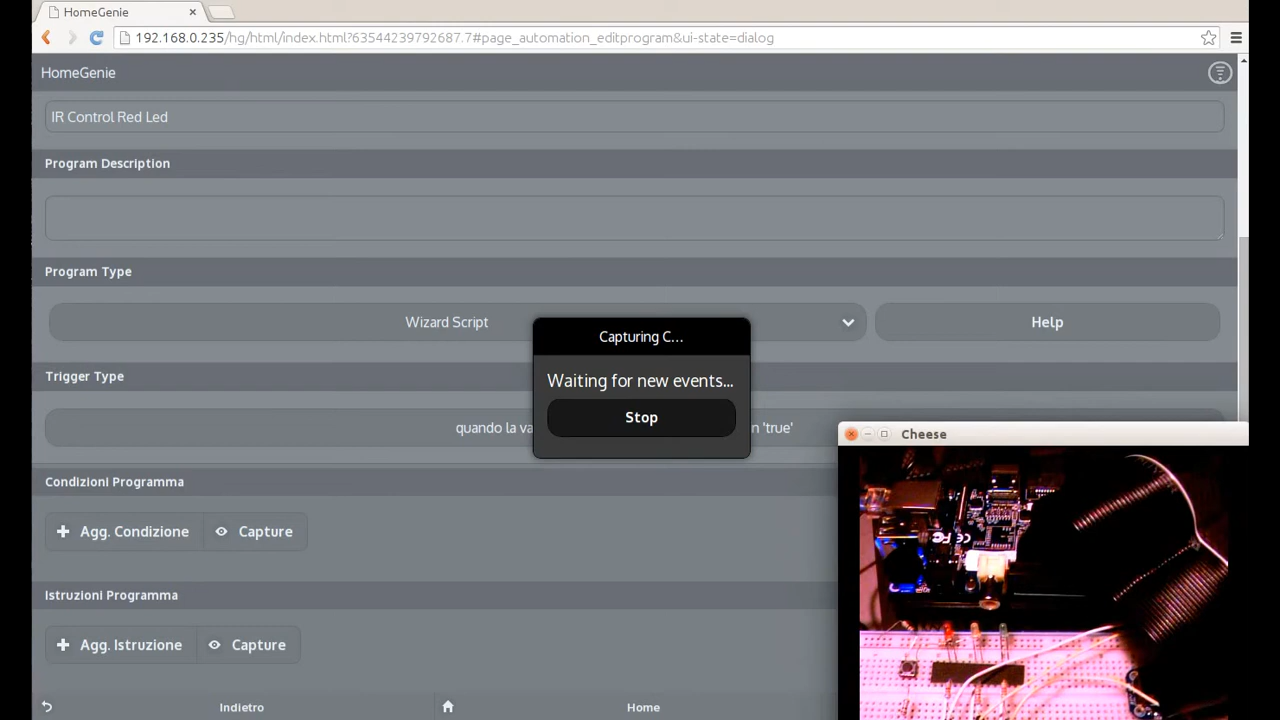 HomeGenie
192.168.0.235/hg/html/index.html?63544239792687.7#page_automation_editprogram&ui-state=dialog
HomeGenie
IR Control Red Led
Program Description
Program Type
Wizard Script
Help
Capturing C...
Waiting for new events...
Stop
Trigger Type
quando la va
n 'true'
Cheese
Condizioni Programma
Agg. Condizione
Capture
Istruzioni Programma
Agg. Istruzione
Capture
Indietro
Home
FC CE